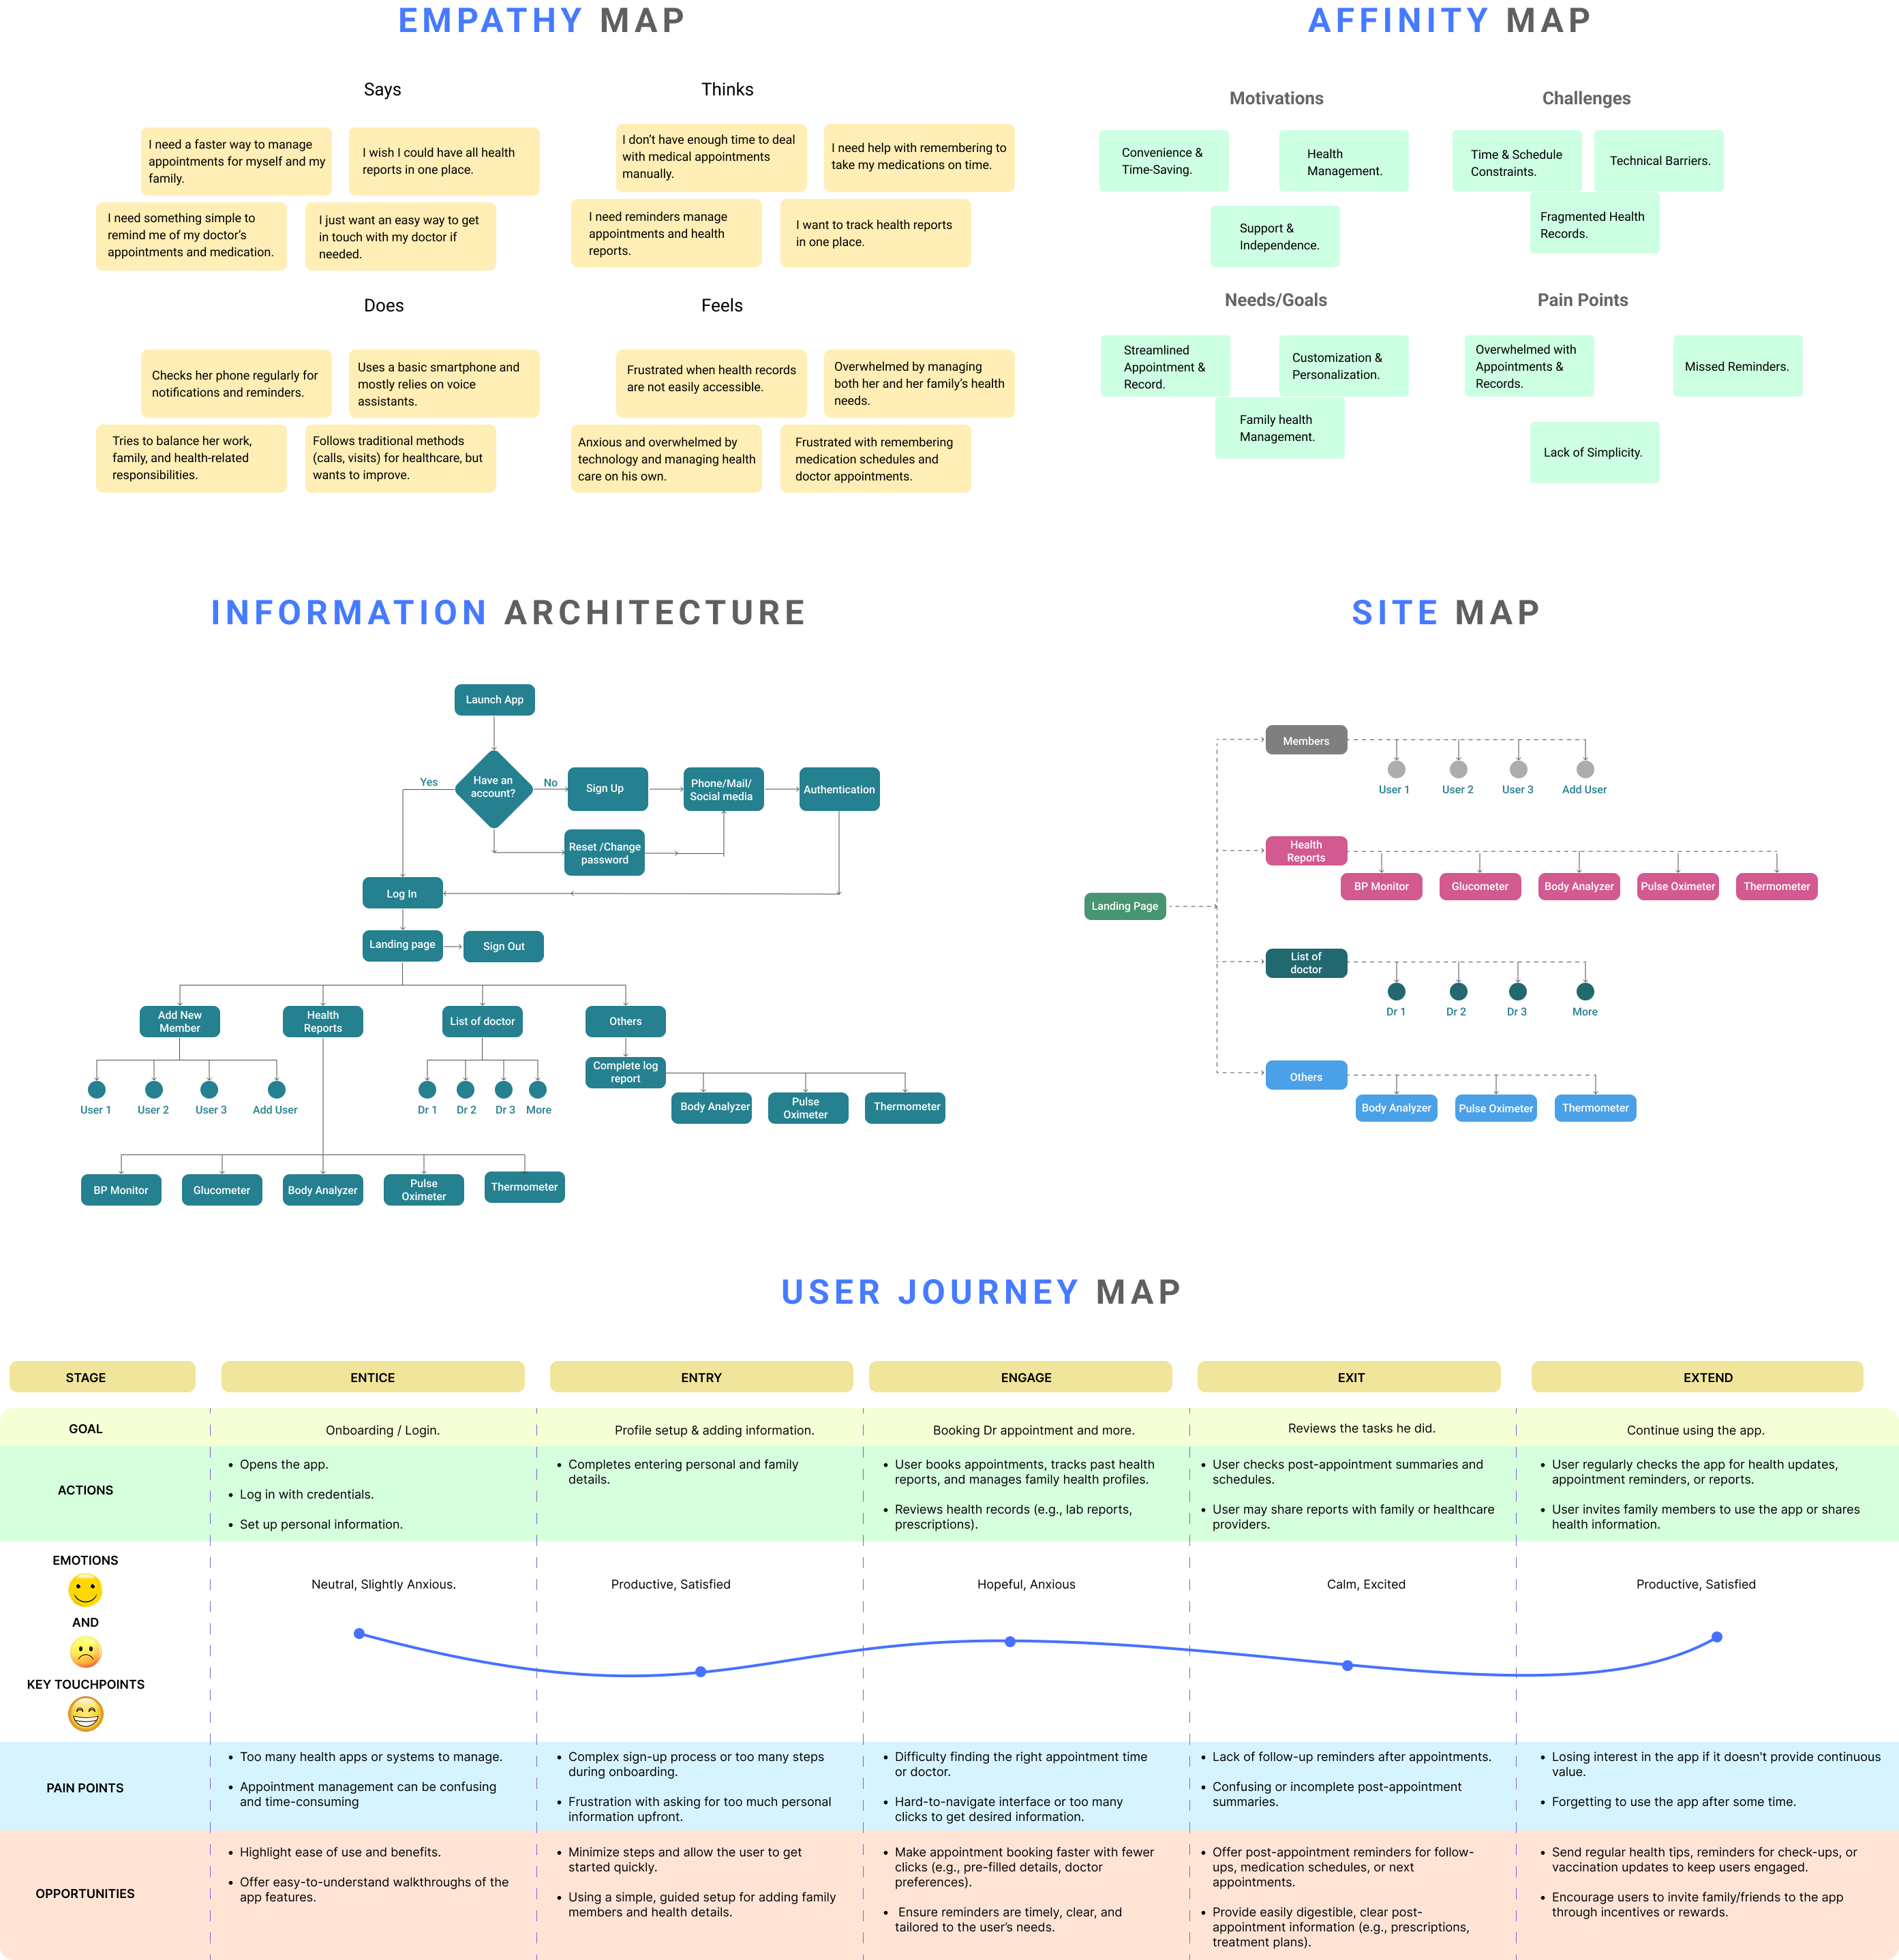 EMPATHY MAP
Says
I need a faster way to manage
appointments for myself and my
family.
I wish I could have all health
reports in one place.
I need something simple to
remind me of my doctor's
appointments and medication.
I just want an easy way to get
in touch with my doctor if
needed.
Thinks
I don't have enough time to deal
with medical appointments
manually.
I need help with remembering to
take my medications on time.
I need reminders manage
appointments and health
reports.
I want to track health reports
in one place.
Does
Checks her phone regularly for
notifications and reminders.
Uses a basic smartphone and
mostly relies on voice
assistants.
Tries to balance her work,
family, and health-related
responsibilities.
Follows traditional methods
(calls, visits) for healthcare, but
wants to improve.
Feels
Frustrated when health records
are not easily accessible.
Overwhelmed by managing
both her and her family's health
needs.
Anxious and overwhelmed by
technology and managing health
care on his own.
Frustrated with remembering
medication schedules and
doctor appointments.
AFFINITY MAP
Motivations
Convenience &
Time-Saving.
Health
Management.
Support &
Independence.
Challenges
Time & Schedule
Constraints.
Technical Barriers.
Fragmented Health
Records.
Needs/Goals
Streamlined
Appointment &
Record.
Customization &
Personalization.
Family health
Management.
Pain Points
Overwhelmed with
Appointments &
Records.
Missed Reminders.
Lack of Simplicity.
INFORMATION ARCHITECTURE
Launch App
Have an
account?
Yes
No
Sign Up
Phone/Mail/
Social media
Authentication
Reset /Change
password
Log In
Landing page
Sign Out
Add New
Member
Health
Reports
List of doctor
Others
Complete log
report
User 1
User 2
User 3
Add User
Dr 1
Dr 2
Dr 3
More
Body Analyzer
Pulse
Oximeter
Thermometer
BP Monitor
Glucometer
Body Analyzer
Pulse
Oximeter
Thermometer
SITE MAP
Landing Page
Members
User 1
User 2
User 3
Add User
Health
Reports
BP Monitor
Glucometer
Body Analyzer
Pulse Oximeter
Thermometer
List of
doctor
Dr 1
Dr 2
Dr 3
More
Others
Body Analyzer
Pulse Oximeter
Thermometer
USER JOURNEY MAP
STAGE
ENTICE
ENTRY
ENGAGE
EXIT
EXTEND
GOAL
Onboarding / Login.
Profile setup & adding information.
Booking Dr appointment and more.
Reviews the tasks he did.
Continue using the app.
ACTIONS
• Opens the app.
• Log in with credentials.
• Set up personal information.
• Completes entering personal and family
details.
• User books appointments, tracks past health
reports, and manages family health profiles.
• Reviews health records (e.g., lab reports,
prescriptions).
• User checks post-appointment summaries and
schedules.
• User may share reports with family or healthcare
providers.
• User regularly checks the app for health updates,
appointment reminders, or reports.
• User invites family members to use the app or shares
health information.
EMOTIONS
AND
KEY TOUCHPOINTS
Neutral, Slightly Anxious.
Productive, Satisfied
Hopeful, Anxious
Calm, Excited
Productive, Satisfied
PAIN POINTS
• Too many health apps or systems to manage.
• Appointment management can be confusing
and time-consuming
• Complex sign-up process or too many steps
during onboarding.
• Frustration with asking for too much personal
information upfront.
• Difficulty finding the right appointment time
or doctor.
• Hard-to-navigate interface or too many
clicks to get desired information.
• Lack of follow-up reminders after appointments.
• Confusing or incomplete post-appointment
summaries.
• Losing interest in the app if it doesn't provide continuous
value.
• Forgetting to use the app after some time.
OPPORTUNITIES
• Highlight ease of use and benefits.
• Offer easy-to-understand walkthroughs of the
app features.
• Minimize steps and allow the user to get
started quickly.
• Using a simple, guided setup for adding family
members and health details.
• Make appointment booking faster with fewer
clicks (e.g., pre-filled details, doctor
preferences).
• Ensure reminders are timely, clear, and
tailored to the user's needs.
• Offer post-appointment reminders for follow-
ups, medication schedules, or next
appointments.
• Provide easily digestible, clear post-
appointment information (e.g., prescriptions,
treatment plans).
• Send regular health tips, reminders for check-ups, or
vaccination updates to keep users engaged.
• Encourage users to invite family/friends to the app
through incentives or rewards.